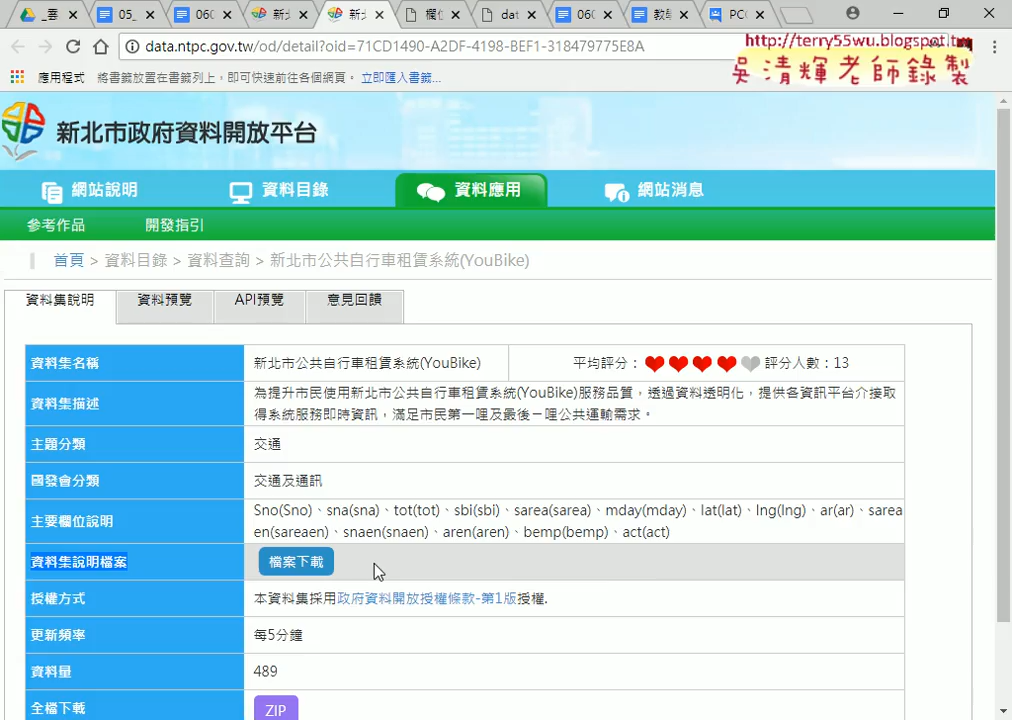 雲
05_
060
新
新
欄位
dat
060
教學
PC
data.ntpc.gov.tw/od/detail?oid=71CD1490-A2DF-4198-BEF1-318479775E8A
http://terry55wu.blogspot.tw
吳清輝老師錄製
應用程式 將書籤放置在書籤列上，即可快速前往各個網頁。 立即匯入書籤...
新北市政府資料開放平台
網站說明 資料目錄 資料應用 網站消息
參考作品 開發指引
首頁 > 資料目錄 > 資料查詢 > 新北市公共自行車租賃系統(YouBike)
資料集說明 資料預覽 API預覽 意見回饋
資料集名稱 新北市公共自行車租賃系統(YouBike) 平均評分： 評分人數：13
資料集描述 為提升市民使用新北市公共自行車租賃系統(YouBike)服務品質，透過資料透明化，提供各資訊平台介接取
得系統服務即時資訊，滿足市民第一哩及最後一哩公共運輸需求。
主題分類 交通
國發會分類 交通及通訊
主要欄位說明 Sno(Sno)、sna(sna)、tot(tot)、sbi(sbi)、sarea(sarea)、mday(mday)、lat(lat)、lng(lng)、ar(ar)、sarea
en(sareaen)、snaen(snaen)、aren(aren)、bemp(bemp)、act(act)
資料集說明檔案 檔案下載
授權方式 本資料集採用政府資料開放授權條款-第1版授權.
更新頻率 每5分鐘
資料量 489
全檔下載 ZIP